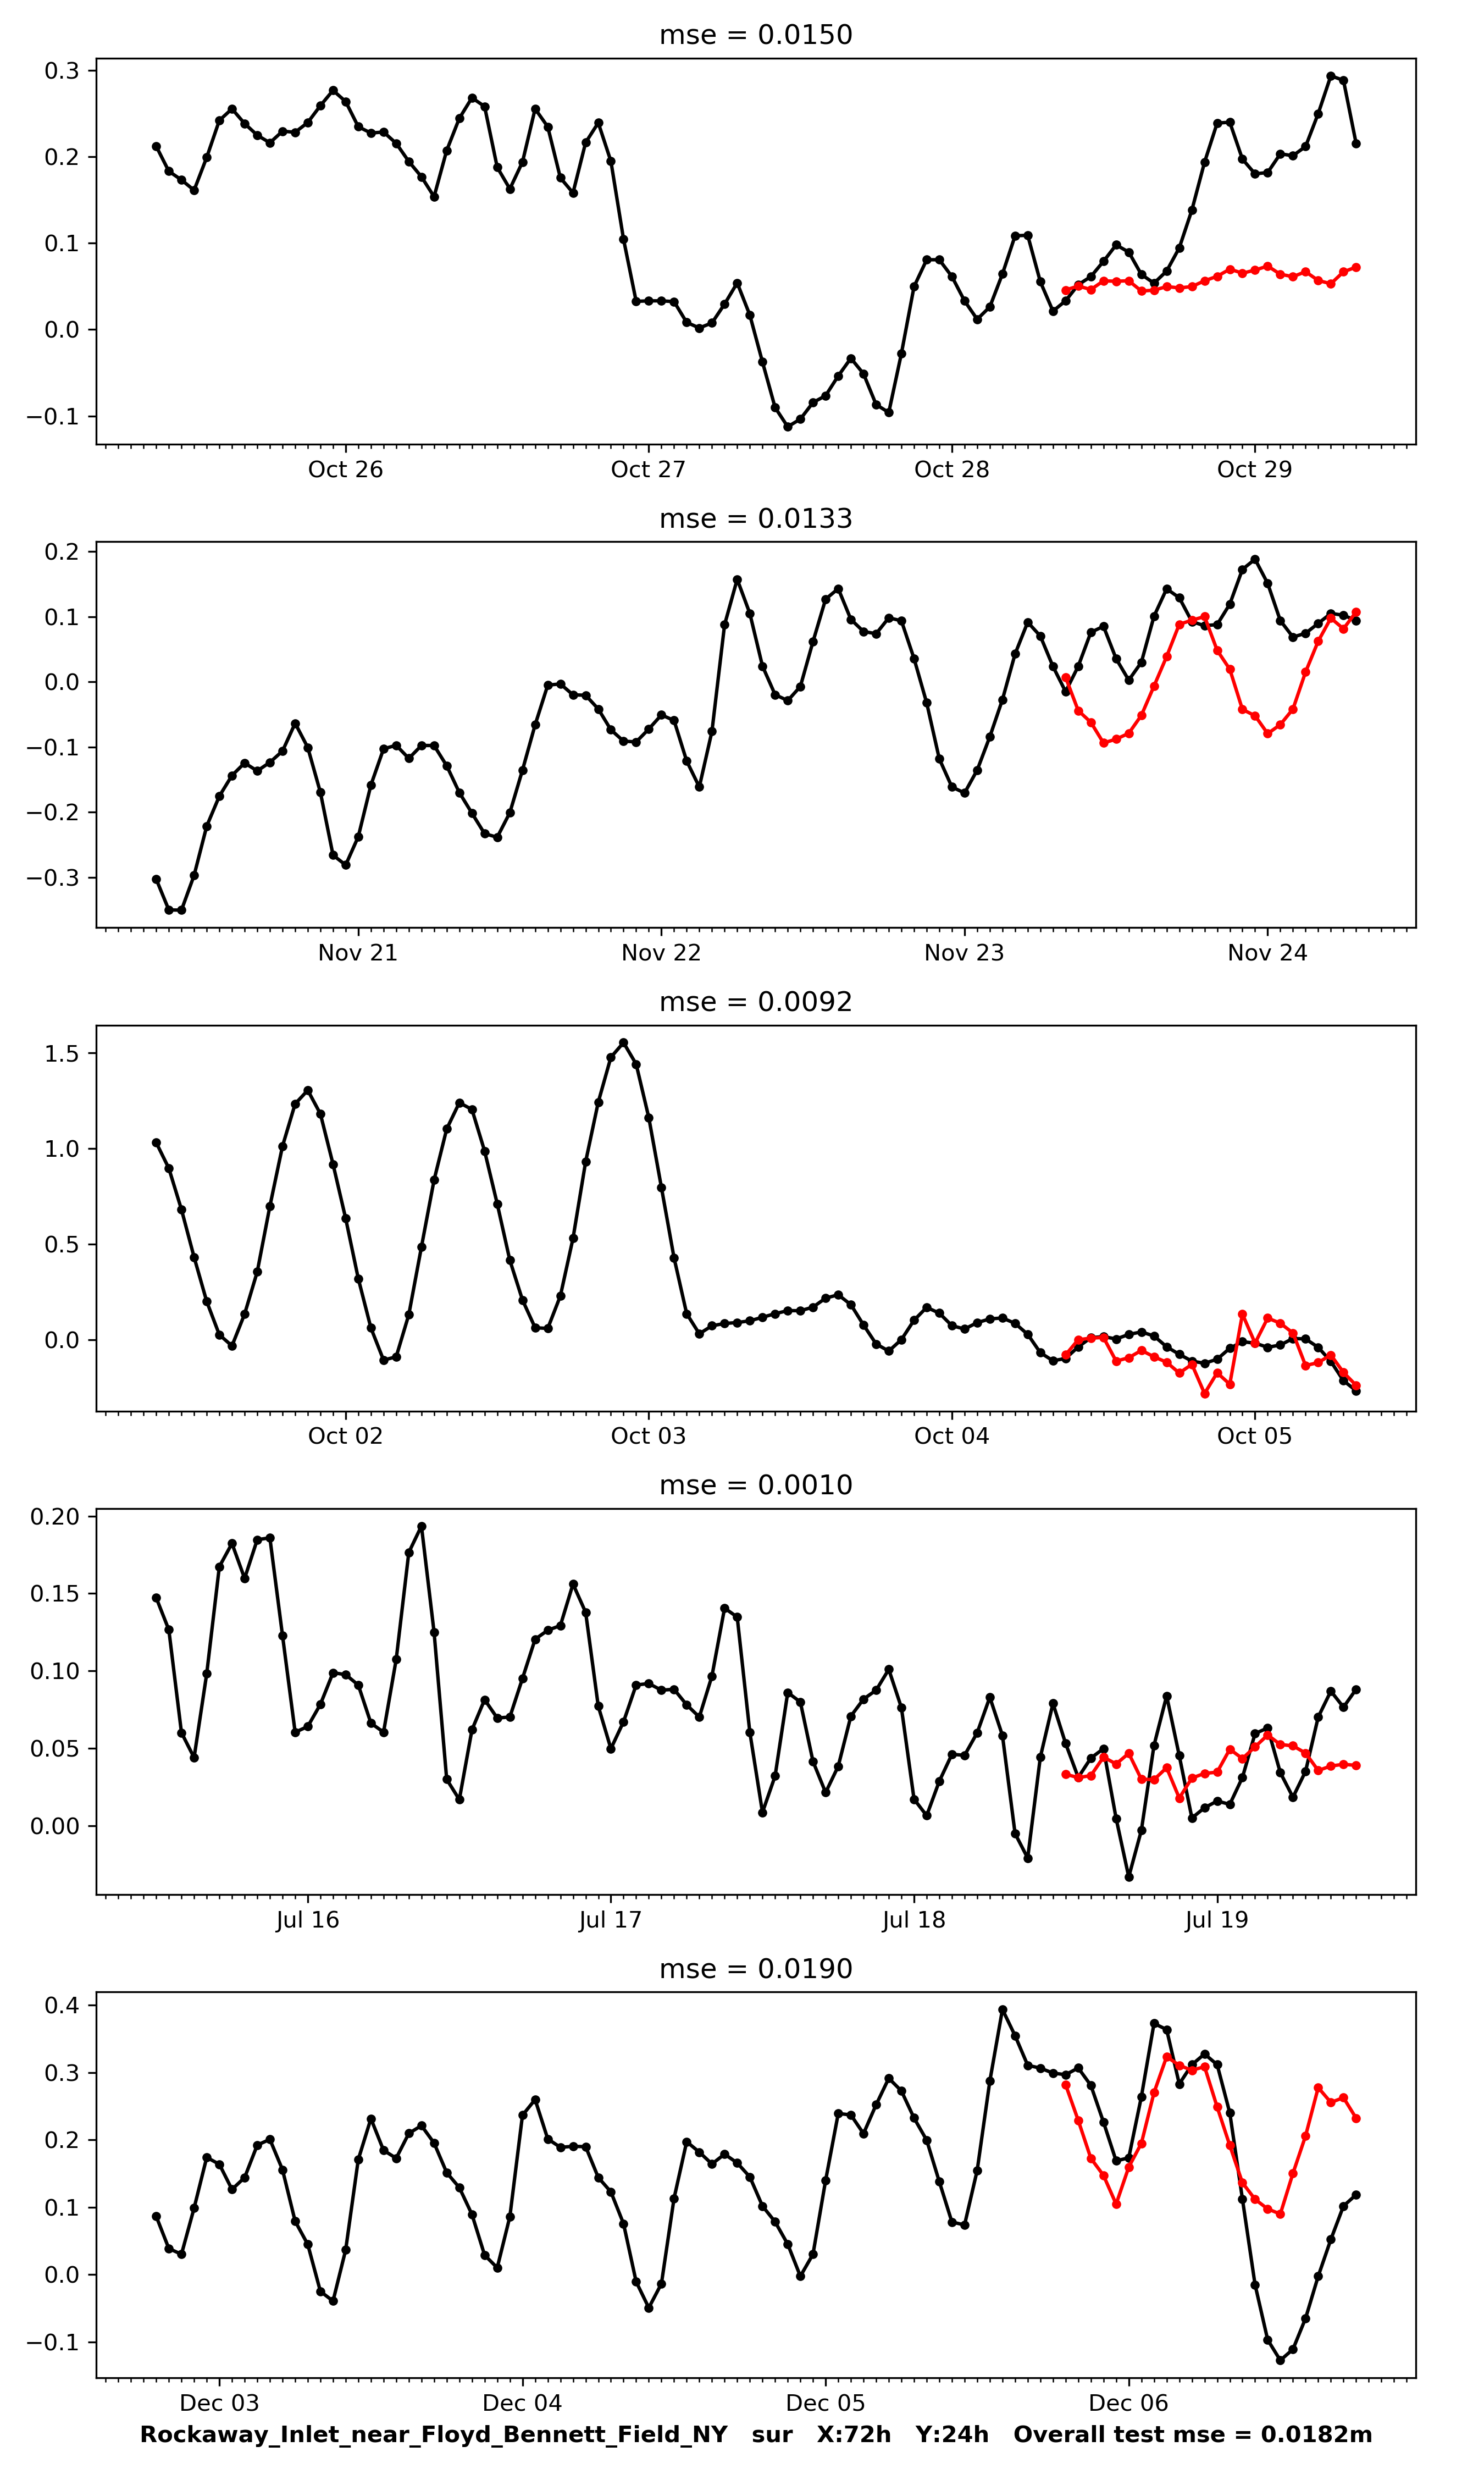 mse = 0.0150
0.3
0.2
0.1
0.0
−0.1
Oct 26 Oct 27 Oct 28 Oct 29
mse = 0.0133
0.2
0.1
0.0
−0.1
−0.2
−0.3
Nov 21 Nov 22 Nov 23 Nov 24
mse = 0.0092
1.5
1.0
0.5
0.0
Oct 02 Oct 03 Oct 04 Oct 05
mse = 0.0010
0.20
0.15
0.10
0.05
0.00
Jul 16 Jul 17 Jul 18 Jul 19
mse = 0.0190
0.4
0.3
0.2
0.1
0.0
−0.1
Dec 03 Dec 04 Dec 05 Dec 06
Rockaway_Inlet_near_Floyd_Bennett_Field_NY sur X:72h Y:24h Overall test mse = 0.0182m